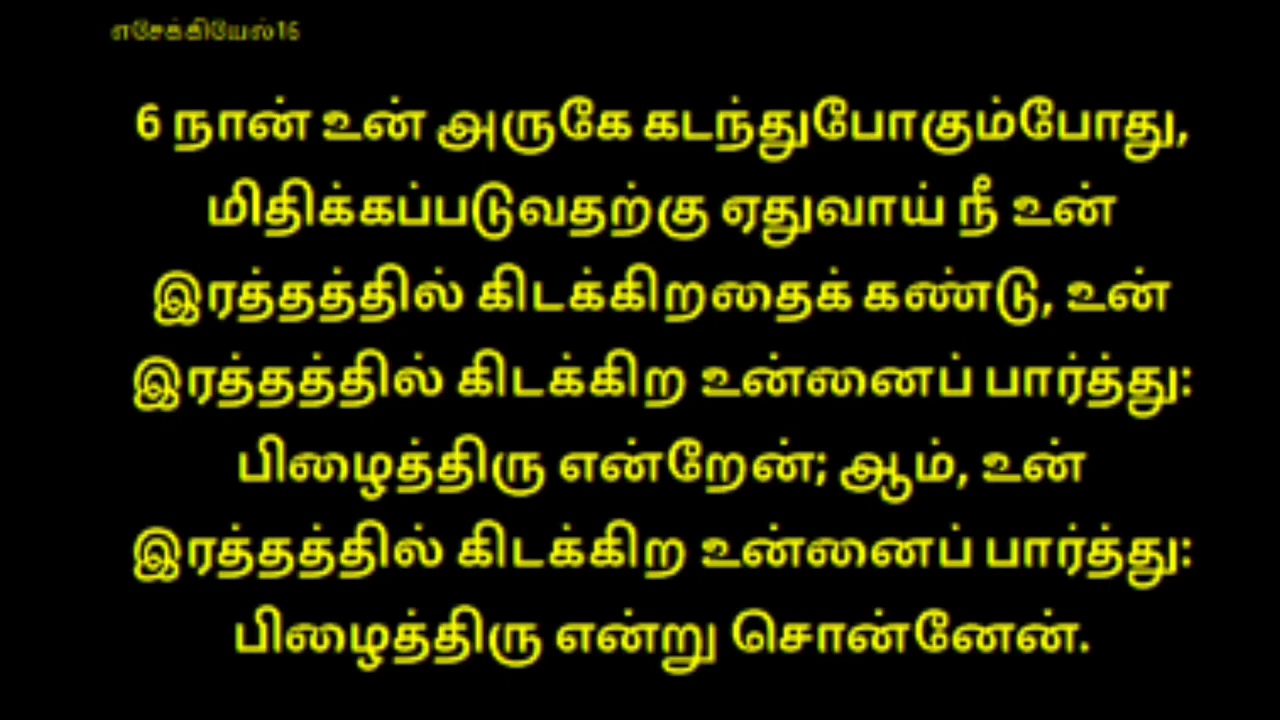 எசேக்கியேல்16
6 நான் உன் அருகே கடந்துபோகும்போது,
மிதிக்கப்படுவதற்கு ஏதுவாய் நீ உன்
இரத்தத்தில் கிடக்கிறதைக் கண்டு, உன்
இரத்தத்தில் கிடக்கிற உன்னைப் பார்த்து:
பிழைத்திரு என்றேன்; ஆம், உன்
இரத்தத்தில் கிடக்கிற உன்னைப் பார்த்து:
பிழைத்திரு என்று சொன்னேன்.